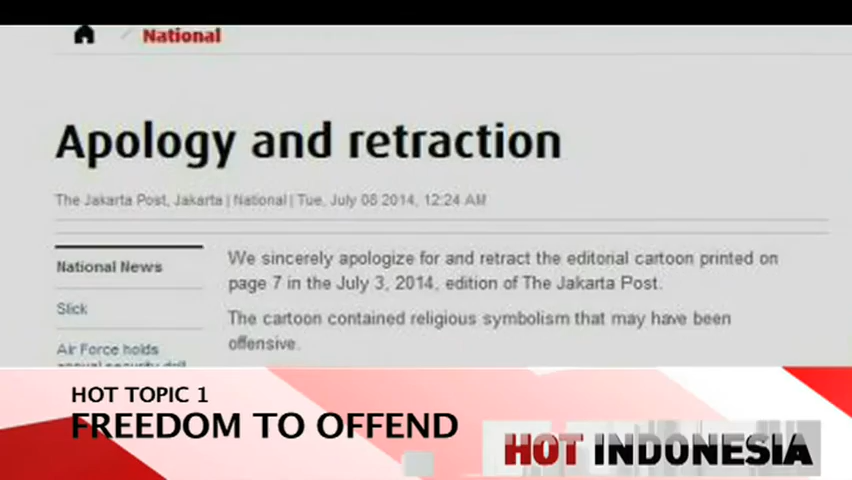 National
Apology and retraction
The Jakarta Post, Jakarta | National | Tue, July 08 2014, 12:24 AM
National News
We sincerely apologize for and retract the editorial cartoon printed on
page 7 in the July 3, 2014, edition of The Jakarta Post.
Slick
The cartoon contained religious symbolism that may have been
offensive.
Air Force holds
annual security drill
HOT TOPIC 1
FREEDOM TO OFFEND
HOT INDONESIA